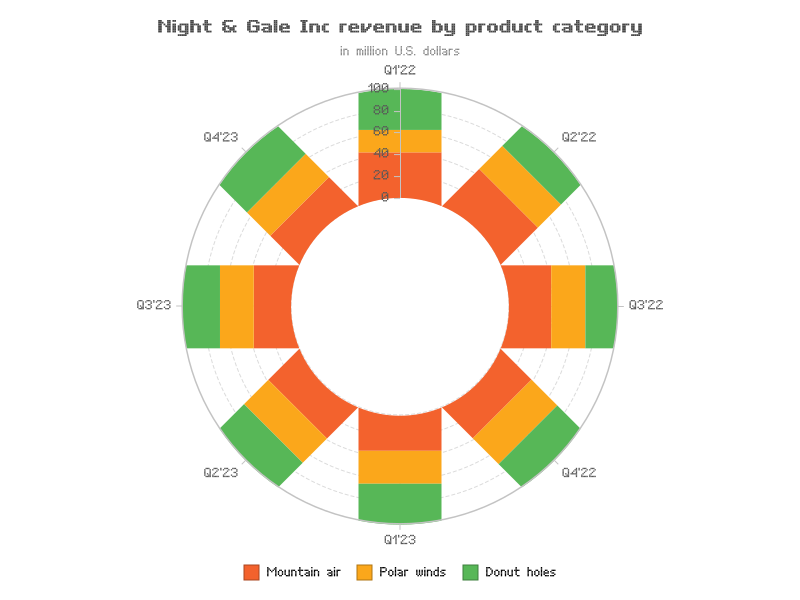 Night & Gale Inc revenue by product category
in million U.S. dollars
Q1'22
100
80
60
40
20
0
Q4'23
Q2'22
Q3'23
Q3'22
Q2'23
Q4'22
Q1'23
Mountain air
Polar winds
Donut holes